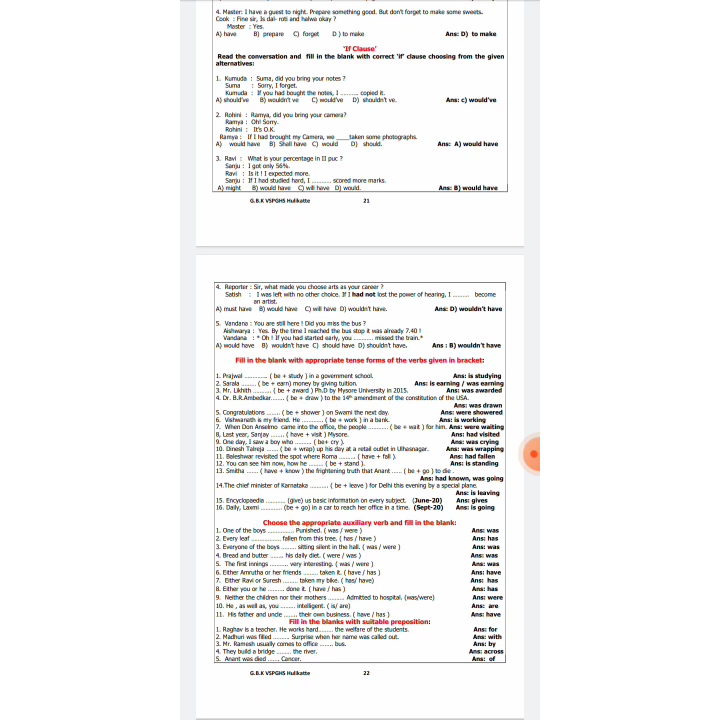 4. Master: I have a guest to night. Prepare something good. But don't forget to make some sweets.
Cook : Fine sir, Is dal- roti and halwa okay ?
Master : Yes.
A) have B) prepare C) forget D ) to make Ans: D) to make
'If Clause'
Read the conversation and fill in the blank with correct 'if' clause choosing from the given
alternatives:
1. Kumuda : Suma, did you bring your notes ?
Suma : Sorry, I forget.
Kumuda : If you had bought the notes, I .......... copied it.
A) should've B) wouldn't ve C) would've D) shouldn't ve. Ans: c) would've
2. Rohini : Ramya, did you bring your camera?
Ramya : Oh! Sorry.
Rohini : It's O.K.
Ramya : If I had brought my Camera, we ____taken some photographs.
A) would have B) Shall have C) would D) should. Ans: A) would have
3. Ravi : What is your percentage in II puc ?
Sanju : I got only 56%.
Ravi : Is it ! I expected more.
Sanju : If I had studied hard, I ........... scored more marks.
A) might B) would have C) will have D) would. Ans: B) would have
G.B.K VSPGHS Hulikatte 21
4. Reporter : Sir, what made you choose arts as your career ?
Satish : I was left with no other choice. If I had not lost the power of hearing, I ......... become
an artist.
A) must have B) would have C) will have D) wouldn't have. Ans: D) wouldn't have
5. Vandana : You are still here ! Did you miss the bus ?
Aishwarya : Yes. By the time I reached the bus stop it was already 7.40 !
Vandana : " Oh ! If you had started early, you ........... missed the train."
A) would have B) wouldn't have C) should have D) shouldn't have. Ans : B) wouldn't have
Fill in the blank with appropriate tense forms of the verbs given in bracket:
1. Prajwal ............. ( be + study ) in a government school. Ans: is studying
2. Sarala ........ ( be + earn) money by giving tuition. Ans: is earning / was earning
3. Mr. Likhith .......... ( be + award ) Ph.D by Mysore University in 2015. Ans: was awarded
4. Dr. B.R.Ambedkar....... ( be + draw ) to the 14th amendment of the constitution of the USA.
Ans: was drawn
5. Congratulations ....... ( be + shower ) on Swami the next day. Ans: were showered
6. Vishwanath is my friend. He ............ ( be + work ) in a bank. Ans: is working
7. When Don Anselmo came into the office, the people ........... ( be + wait ) for him. Ans: were waiting
8, Last year, Sanjay ....... ( have + visit ) Mysore. Ans: had visited
9. One day, I saw a boy who ......... ( be+ cry ). Ans: was crying
10. Dinesh Talreja ...... ( be + wrap) up his day at a retail outlet in Ulhasnagar. Ans: was wrapping
11. Baleshwar revisited the spot where Roma ......... ( have + fall ). Ans: had fallen
12. You can see him now, how he ........ ( be + stand ). Ans: is standing
13. Smitha ...... ( have + know ) the frightening truth that Anant ..... ( be + go ) to die .
Ans: had known, was going
14.The chief minister of Karnataka .......... ( be + leave ) for Delhi this evening by a special plane.
Ans: is leaving
15. Encyclopaedia ........... (give) us basic information on every subject. (June-20) Ans: gives
16. Daily, Laxmi ............ (be + go) in a car to reach her office in a time. (Sept-20) Ans: is going
Choose the appropriate auxiliary verb and fill in the blank:
1. One of the boys .............. Punished. ( was / were ) Ans: was
2. Every leaf ................ fallen from this tree. ( has / have ) Ans: has
3. Everyone of the boys ........ sitting silent in the hall. ( was / were ) Ans: was
4. Bread and butter ....... his daily diet. ( were / was ) Ans: was
5. The first innings .......... very interesting. ( was / were ) Ans: was
6. Either Amrutha or her friends ........ taken it. ( have / has ) Ans: have
7. Either Ravi or Suresh ........ taken my bike. ( has/ have) Ans: has
8. Either you or he ......... done it. ( have / has ) Ans: has
9. Neither the children nor their mothers ......... Admitted to hospital. (was/were) Ans: were
10. He , as well as, you ........ intelligent. ( is/ are) Ans: are
11. His father and uncle ....... their own business. ( have / has ) Ans: have
Fill in the blanks with suitable preposition:
1. Raghav is a teacher. He works hard........ the welfare of the students. Ans: for
2. Madhuri was filled ......... Surprise when her name was called out. Ans: with
3. Mr. Ramesh usually comes to office ....... bus. Ans: by
4. They build a bridge ........ the river. Ans: across
5. Anant was died ...... Cancer. Ans: of
G.B.K VSPGHS Hulikatte 22